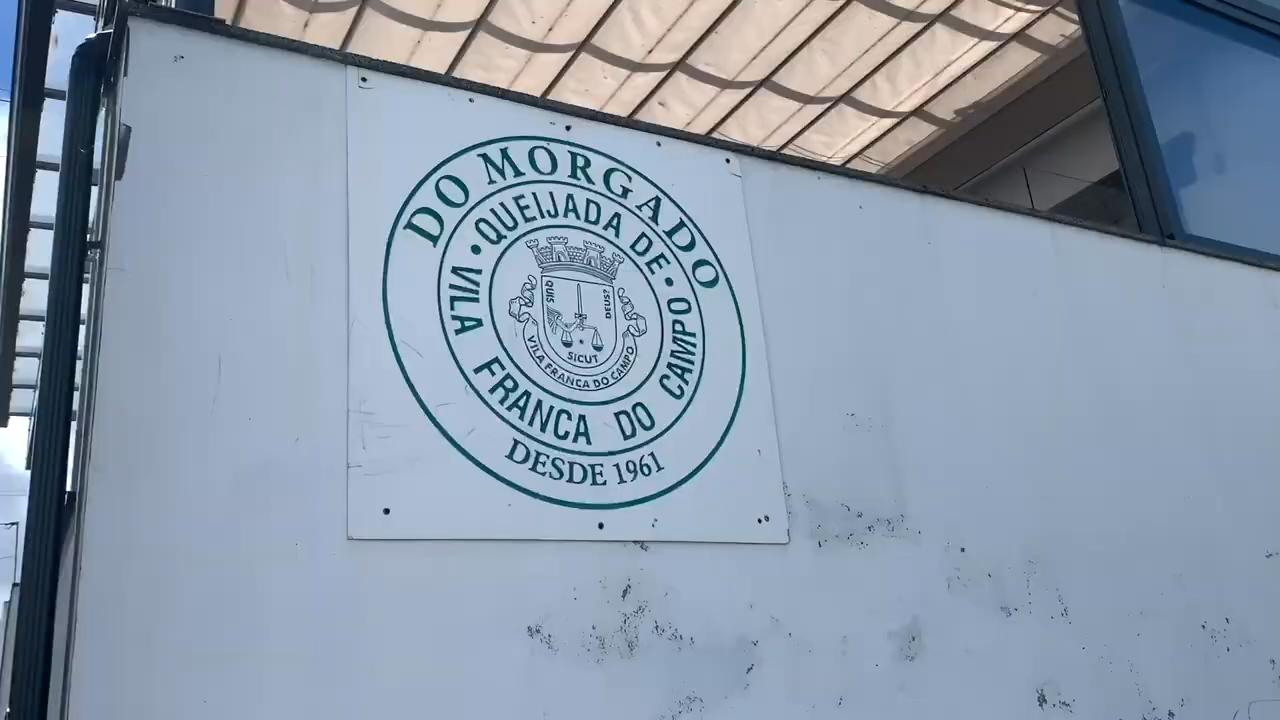 DO MORGADO
• QUEIJADA DE •
VILA FRANCA DO CAMPO
QUIS
DEUS?
SICUT
VILA FRANCA DO CAMPO
DESDE 1961